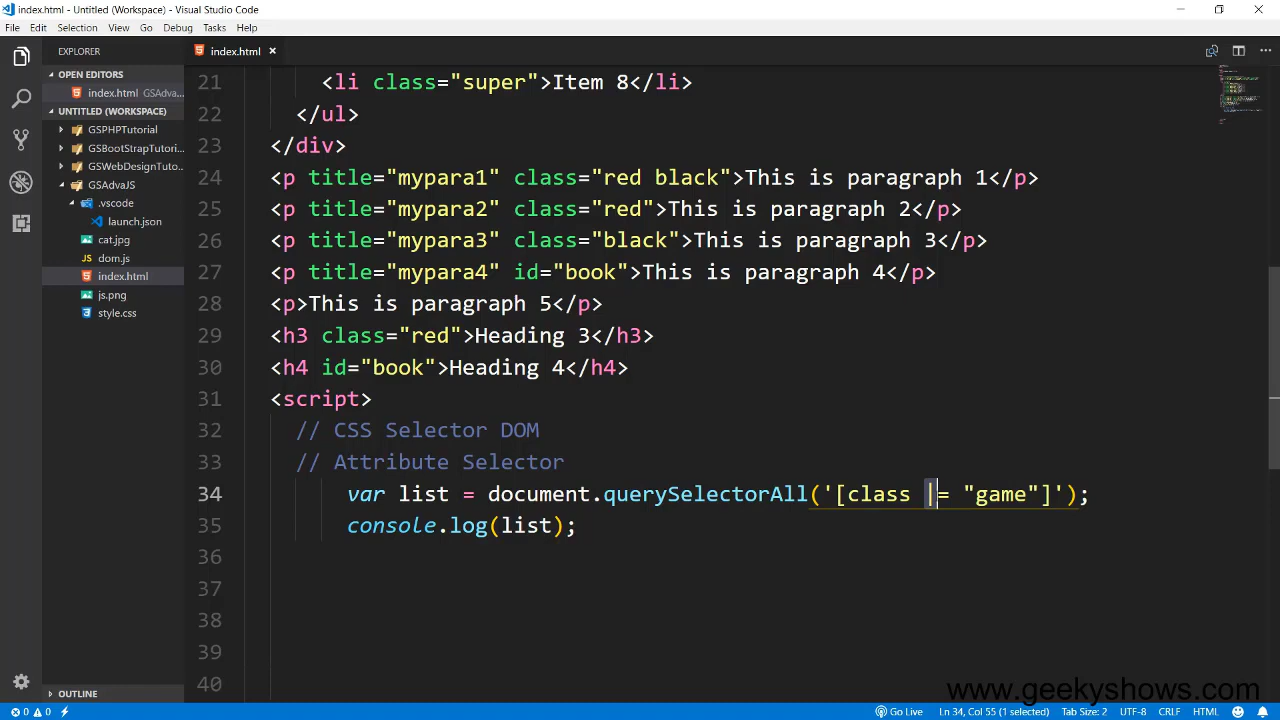 index.html - Untitled (Workspace) - Visual Studio Code
File Edit Selection View Go Debug Tasks Help
EXPLORER
index.html ×
OPEN EDITORS
index.html GSAdva...
UNTITLED (WORKSPACE)
GSPHPTutorial
GSBootStrapTutori...
GSWebDesignTuto...
GSAdvaJS
.vscode
launch.json
cat.jpg
JS dom.js
index.html
js.png
style.css
OUTLINE
21 <li class="super">Item 8</li>
22 </ul>
23 </div>
24 <p title="mypara1" class="red black">This is paragraph 1</p>
25 <p title="mypara2" class="red">This is paragraph 2</p>
26 <p title="mypara3" class="black">This is paragraph 3</p>
27 <p title="mypara4" id="book">This is paragraph 4</p>
28 <p>This is paragraph 5</p>
29 <h3 class="red">Heading 3</h3>
30 <h4 id="book">Heading 4</h4>
31 <script>
32 // CSS Selector DOM
33 // Attribute Selector
34 var list = document.querySelectorAll('[class |= "game"]');
35 console.log(list);
36
37
38
39
40
www.geekyshows.com
0 0 Go Live Ln 34, Col 55 (1 selected) Tab Size: 2 UTF-8 CRLF HTML